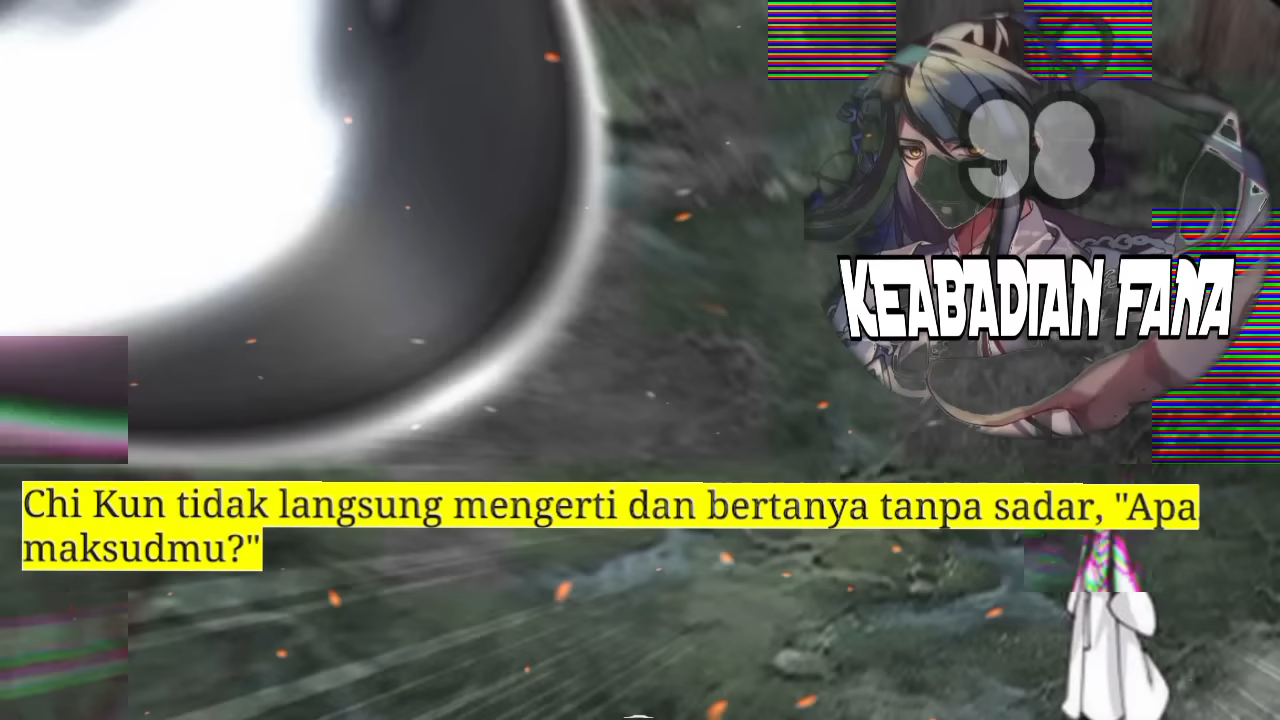 98
KEABADIAN FANA
Chi Kun tidak langsung mengerti dan bertanya tanpa sadar, "Apa
maksudmu?"